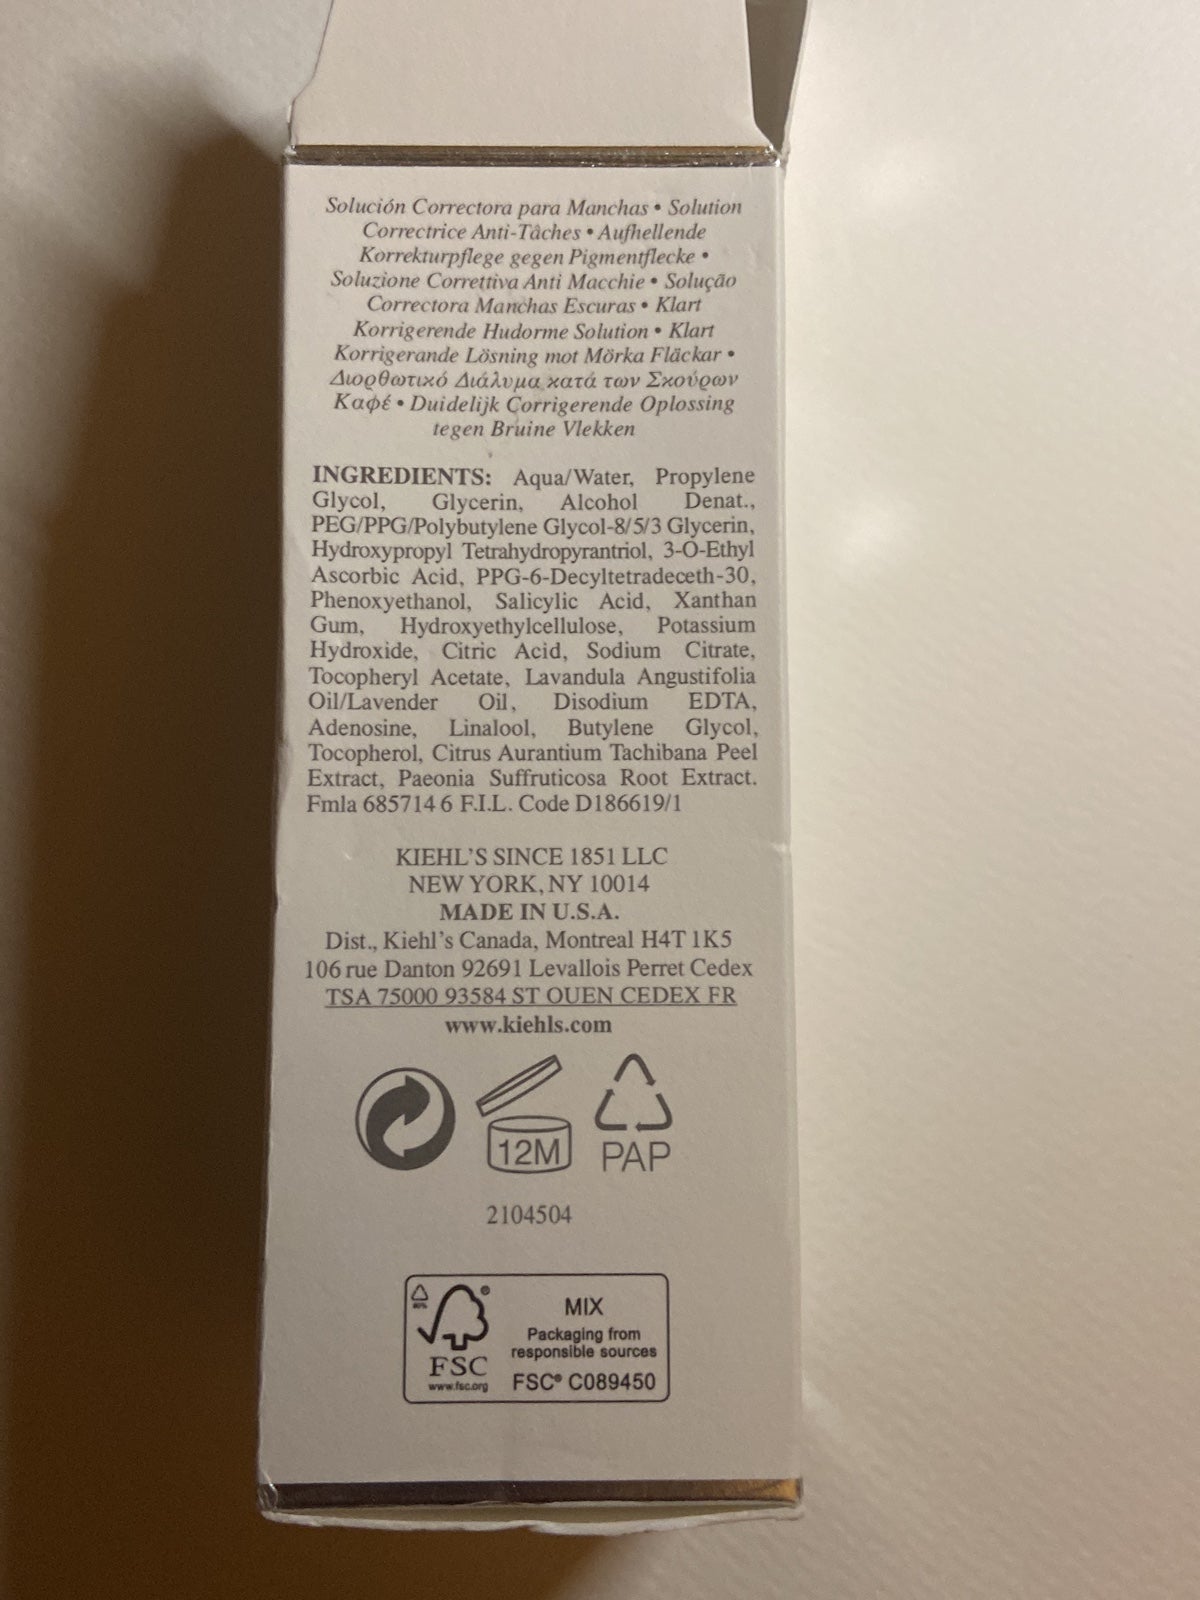 Solución Correctora para Manchas • Solution
Correctrice Anti-Tâches • Aufhellende
Korrekturpflege gegen Pigmentflecke •
Soluzione Correttiva Anti Macchie • Solução
Correctora Manchas Escuras • Klart
Korrigerende Hudorme Solution • Klart
Korrigerande Lösning mot Mörka Fläckar •
Διορθωτικό Διάλυμα κατά των Σκούρων
Καφέ • Duidelijk Corrigerende Oplossing
tegen Bruine Vlekken
INGREDIENTS: Aqua/Water, Propylene
Glycol, Glycerin, Alcohol Denat.,
PEG/PPG/Polybutylene Glycol-8/5/3 Glycerin,
Hydroxypropyl Tetrahydropyrantriol, 3-O-Ethyl
Ascorbic Acid, PPG-6-Decyltetradeceth-30,
Phenoxyethanol, Salicylic Acid, Xanthan
Gum, Hydroxyethylcellulose, Potassium
Hydroxide, Citric Acid, Sodium Citrate,
Tocopheryl Acetate, Lavandula Angustifolia
Oil/Lavender Oil, Disodium EDTA,
Adenosine, Linalool, Butylene Glycol,
Tocopherol, Citrus Aurantium Tachibana Peel
Extract, Paeonia Suffruticosa Root Extract.
Fmla 685714 6 F.I.L. Code D186619/1
KIEHL'S SINCE 1851 LLC
NEW YORK, NY 10014
MADE IN U.S.A.
Dist., Kiehl's Canada, Montreal H4T 1K5
106 rue Danton 92691 Levallois Perret Cedex
TSA 75000 93584 ST OUEN CEDEX FR
www.kiehls.com
12M
PAP
2104504
FSC
www.fsc.org
MIX
Packaging from
responsible sources
FSC® C089450